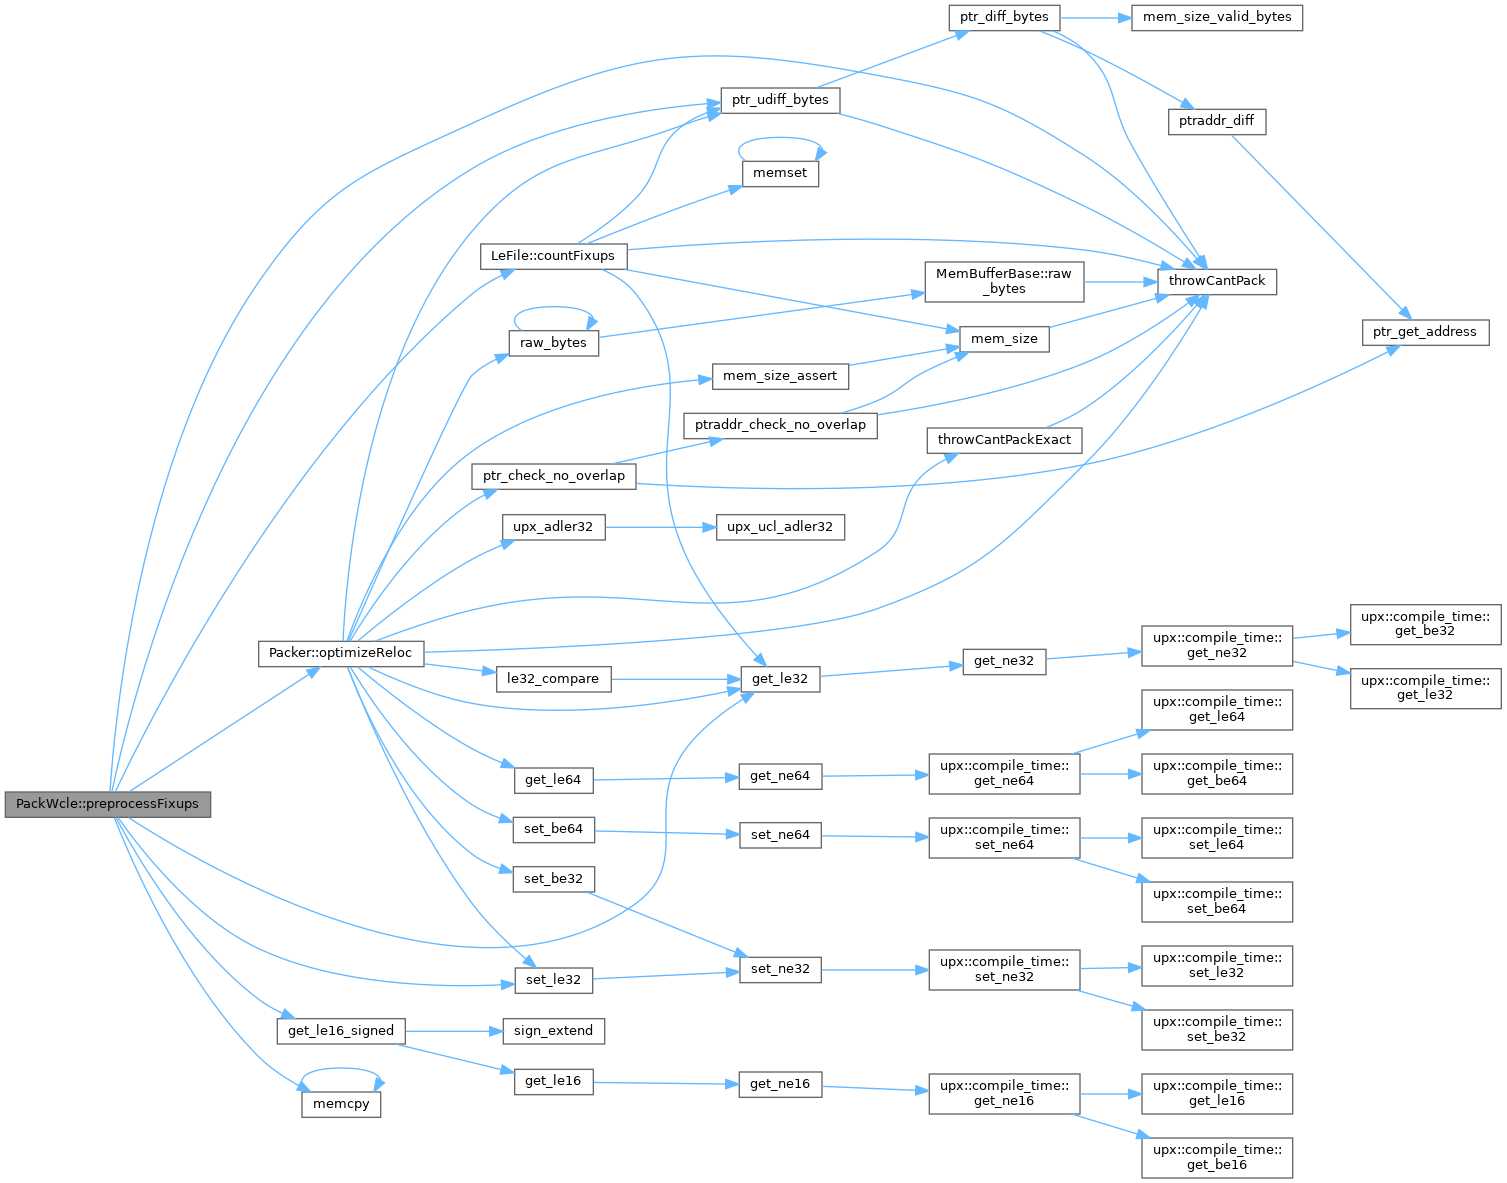 ptr_diff_bytes
mem_size_valid_bytes
ptr_udiff_bytes
ptraddr_diff
memset
LeFile::countFixups
MemBufferBase::raw
_bytes
throwCantPack
raw_bytes
mem_size
ptr_get_address
mem_size_assert
ptraddr_check_no_overlap
throwCantPackExact
ptr_check_no_overlap
upx_adler32
upx_ucl_adler32
upx::compile_time::
get_be32
Packer::optimizeReloc
le32_compare
get_le32
get_ne32
upx::compile_time::
get_ne32
upx::compile_time::
get_le32
upx::compile_time::
get_le64
get_le64
get_ne64
upx::compile_time::
get_ne64
upx::compile_time::
get_be64
PackWcle::preprocessFixups
set_be64
set_ne64
upx::compile_time::
set_ne64
upx::compile_time::
set_le64
set_be32
upx::compile_time::
set_be64
set_le32
set_ne32
upx::compile_time::
set_ne32
upx::compile_time::
set_le32
get_le16_signed
sign_extend
upx::compile_time::
set_be32
get_le16
get_ne16
upx::compile_time::
get_ne16
upx::compile_time::
get_le16
memcpy
upx::compile_time::
get_be16